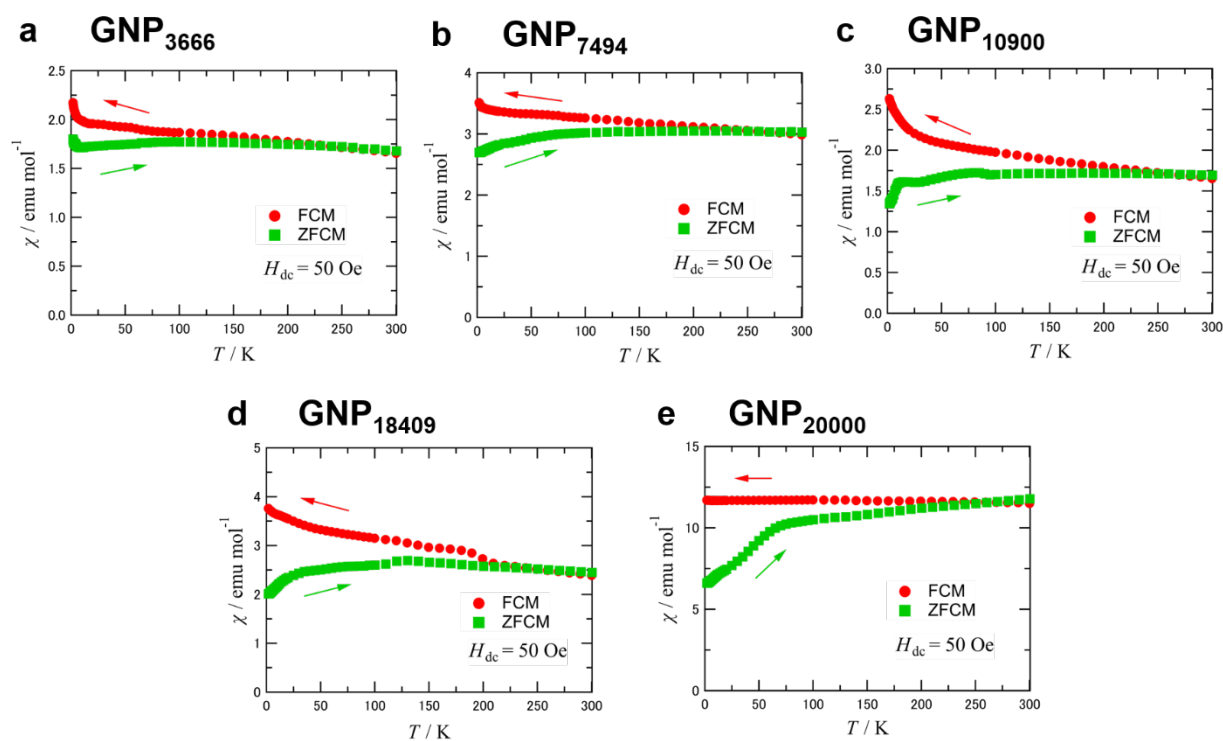 a GNP3666
2.5
2.0
1.5
1.0
0.5
0.0
χ / emu mol⁻¹
FCM
ZFCM
Hdc = 50 Oe
0 50 100 150 200 250 300
T / K
b GNP7494
4
3
2
1
0
χ / emu mol⁻¹
FCM
ZFCM
Hdc = 50 Oe
0 50 100 150 200 250 300
T / K
c GNP10900
3.0
2.5
2.0
1.5
1.0
0.5
0.0
χ / emu mol⁻¹
FCM
ZFCM
Hdc = 50 Oe
0 50 100 150 200 250 300
T / K
d GNP18409
5
4
3
2
1
0
χ / emu mol⁻¹
FCM
ZFCM
Hdc = 50 Oe
0 50 100 150 200 250 300
T / K
e GNP20000
15
10
5
0
χ / emu mol⁻¹
FCM
ZFCM
Hdc = 50 Oe
0 50 100 150 200 250 300
T / K